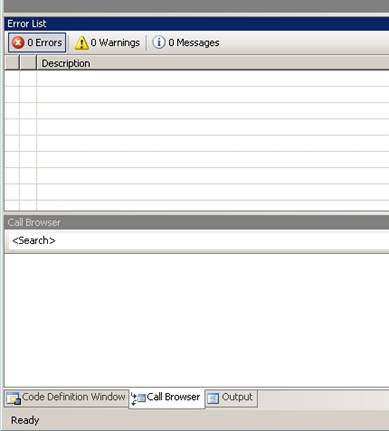 Error List
0 Errors 0 Warnings 0 Messages
Description
Call Browser
<Search>
Code Definition Window Call Browser Output
Ready